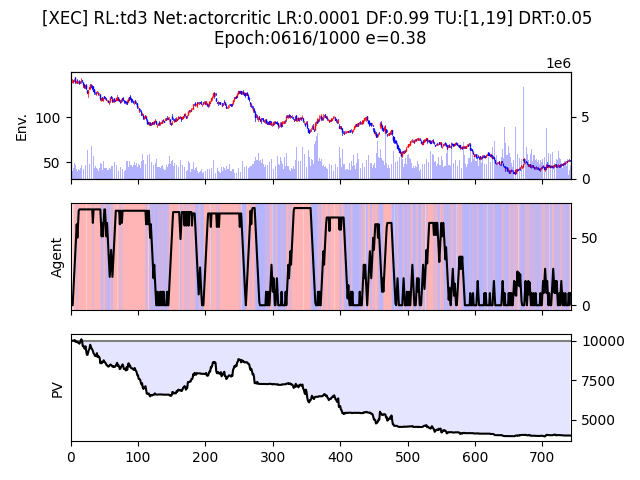 [XEC] RL:td3 Net:actorcritic LR:0.0001 DF:0.99 TU:[1,19] DRT:0.05
Epoch:0616/1000 e=0.38
1e6
Env.
100
50
5
0
Agent
50
0
PV
10000
7500
5000
0 100 200 300 400 500 600 700